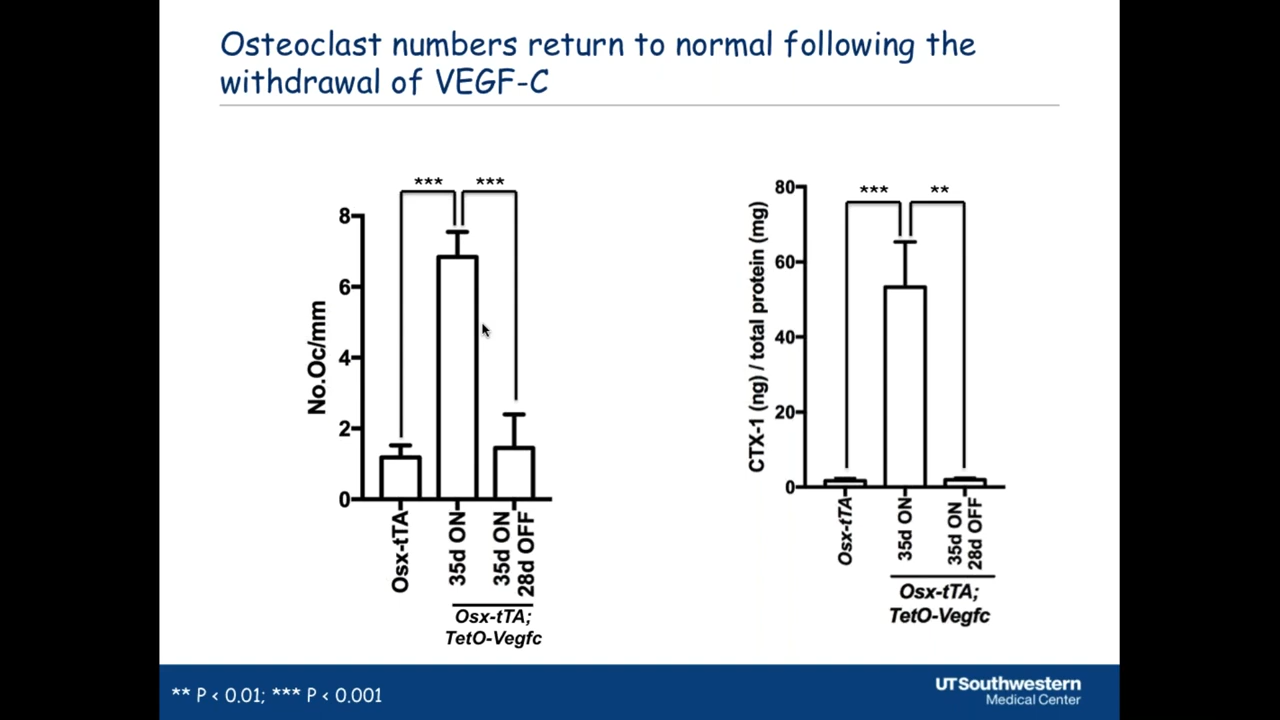 Osteoclast numbers return to normal following the
withdrawal of VEGF-C
*** ***
8
6
4
2
0
No.Oc/mm
Osx-tTA
35d ON
35d ON
28d OFF
Osx-tTA;
TetO-Vegfc
*** **
80
60
40
20
0
CTX-1 (ng) / total protein (mg)
Osx-tTA
35d ON
35d ON
28d OFF
Osx-tTA;
TetO-Vegfc
** P < 0.01; *** P < 0.001
UTSouthwestern
Medical Center